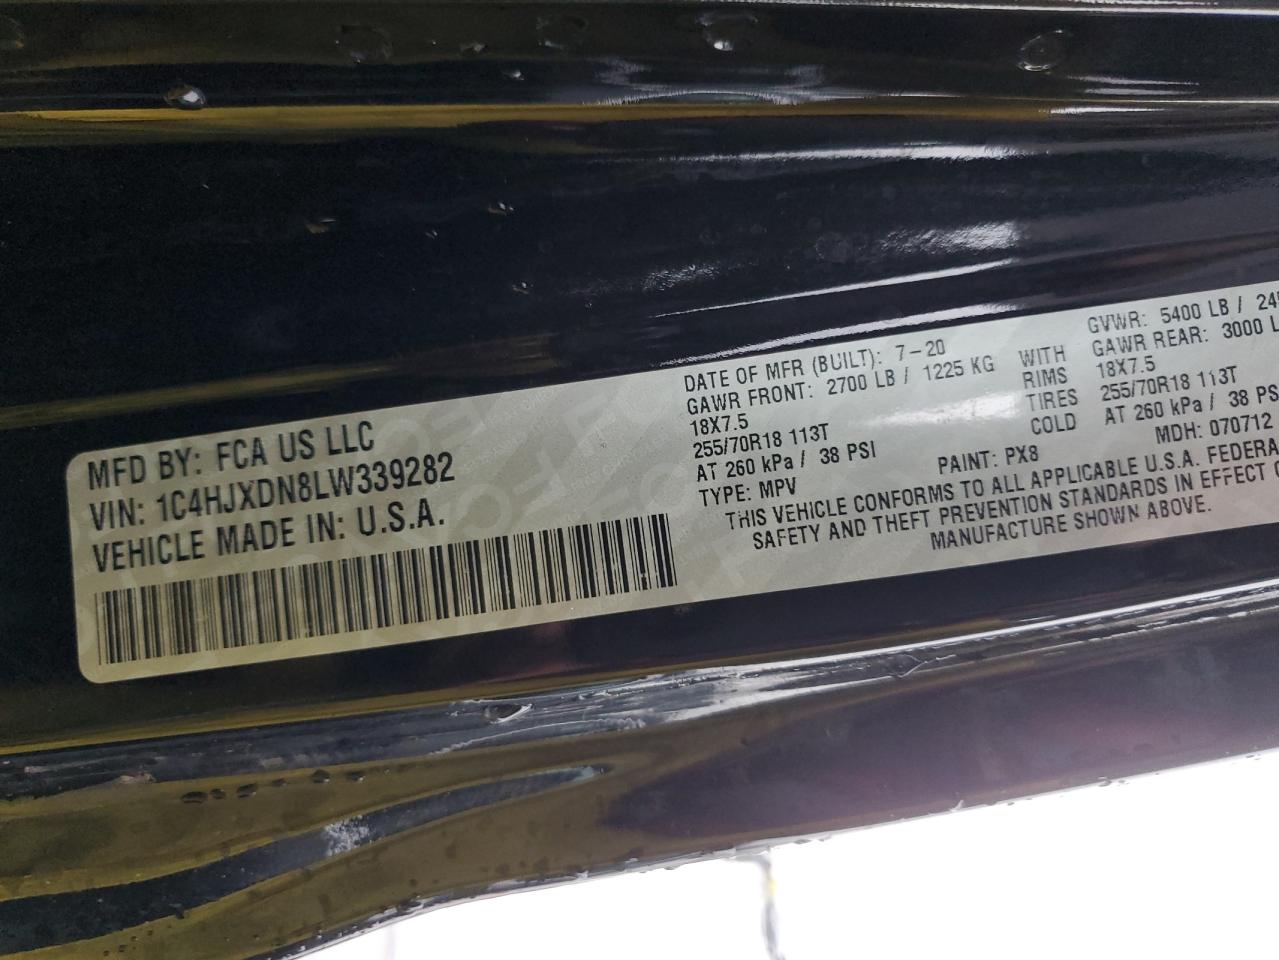 MFD BY: FCA US LLC
VIN: 1C4HJXDN8LW339282
VEHICLE MADE IN: U.S.A.
DATE OF MFR (BUILT): 7-20
GAWR FRONT: 2700 LB / 1225 KG
18X7.5
255/70R18 113T
AT 260 kPa / 38 PSI
TYPE: MPV
WITH
RIMS
TIRES
COLD
GVWR: 5400 LB /
GAWR REAR: 3000
18X7.5
255/70R18 113T
AT 260 kPa / 38 PSI
PAINT: PX8
MDH: 070712
THIS VEHICLE CONFORMS TO ALL APPLICABLE U.S.A. FEDERA
SAFETY AND THEFT PREVENTION STANDARDS IN EFFECT
MANUFACTURE SHOWN ABOVE.